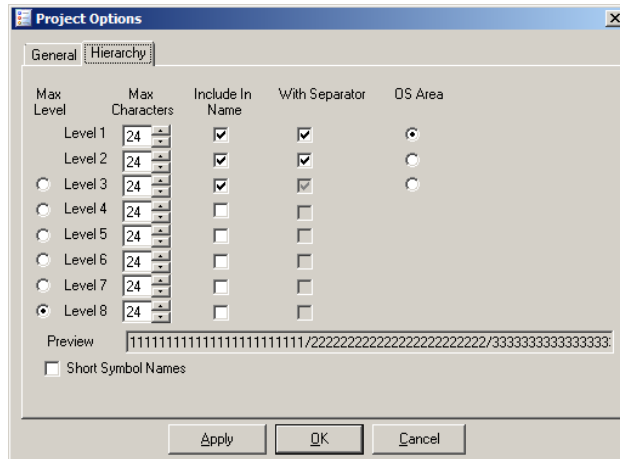 Project Options
General Hierarchy
Max Level Max Characters Include In Name With Separator OS Area
Level 1 24
Level 2 24
Level 3 24
Level 4 24
Level 5 24
Level 6 24
Level 7 24
Level 8 24
Preview 111111111111111111111111/222222222222222222222222/3333333333333333
Short Symbol Names
Apply OK Cancel